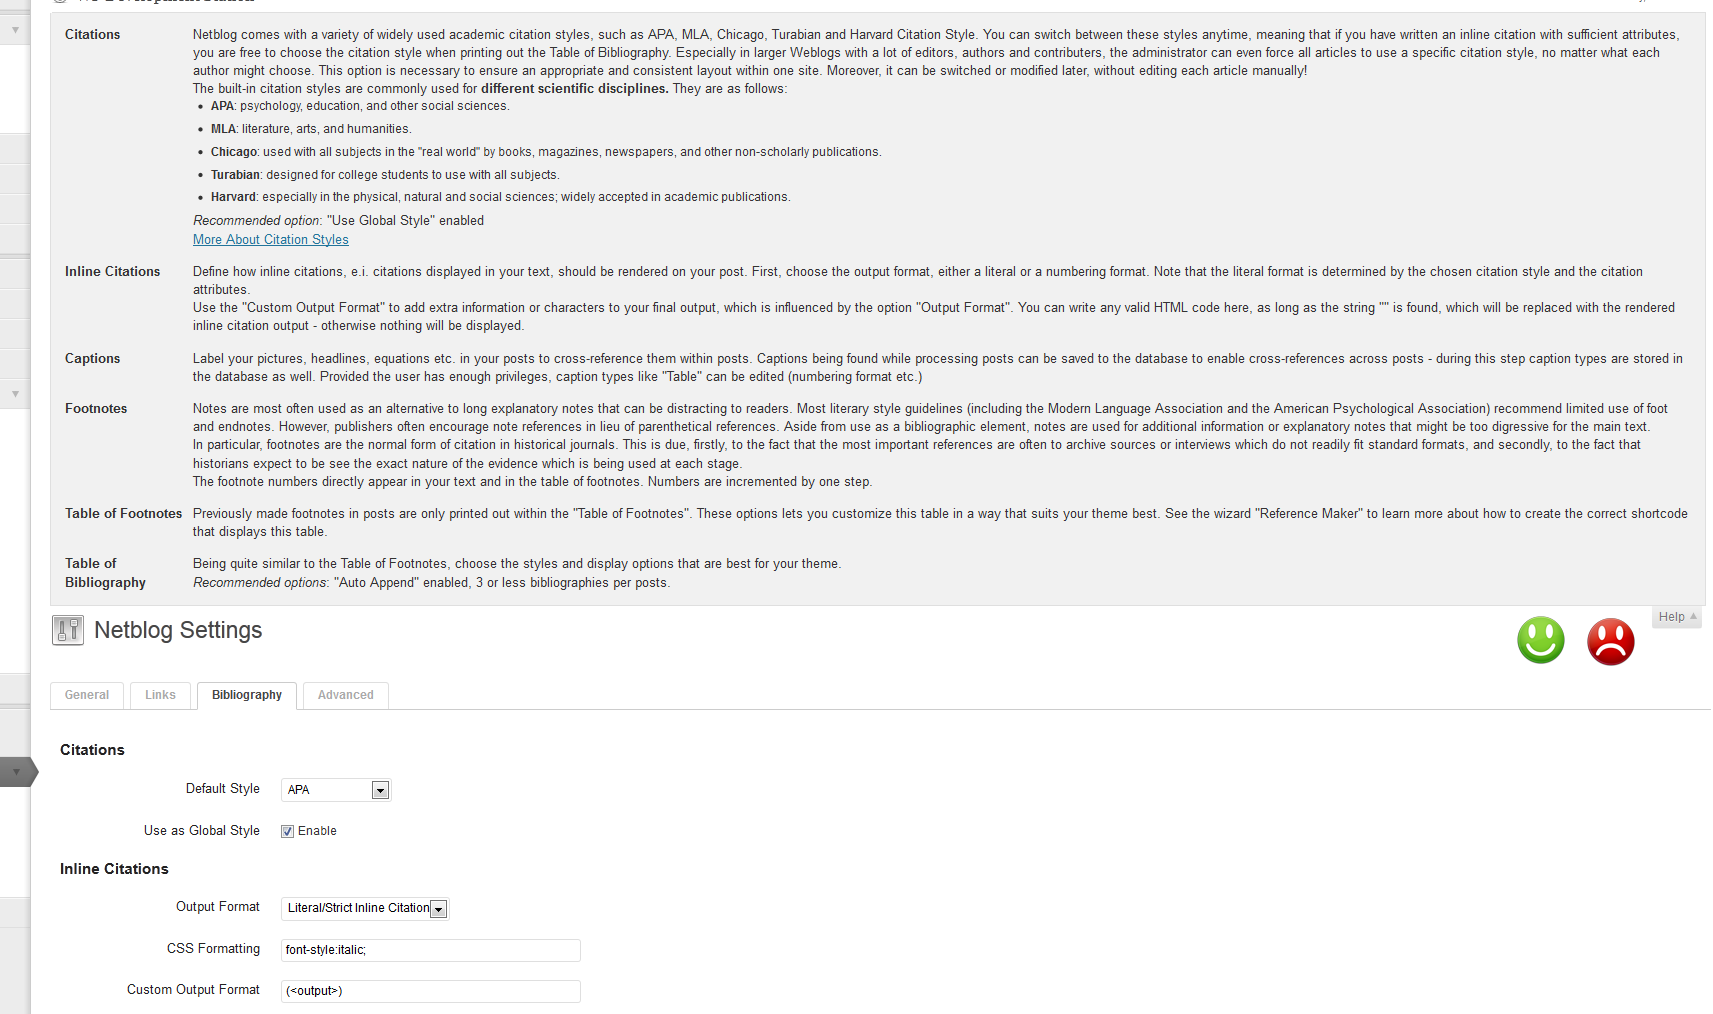 Citations
Netblog comes with a variety of widely used academic citation styles, such as APA, MLA, Chicago, Turabian and Harvard Citation Style. You can switch between these styles anytime, meaning that if you have written an inline citation with sufficient attributes,
you are free to choose the citation style when printing out the Table of Bibliography. Especially in larger Weblogs with a lot of editors, authors and contributers, the administrator can even force all articles to use a specific citation style, no matter what each
author might choose. This option is necessary to ensure an appropriate and consistent layout within one site. Moreover, it can be switched or modified later, without editing each article manually!
The built-in citation styles are commonly used for different scientific disciplines. They are as follows:
• APA: psychology, education, and other social sciences.
• MLA: literature, arts, and humanities.
• Chicago: used with all subjects in the "real world" by books, magazines, newspapers, and other non-scholarly publications.
• Turabian: designed for college students to use with all subjects.
• Harvard: especially in the physical, natural and social sciences; widely accepted in academic publications.
Recommended option: "Use Global Style" enabled
More About Citation Styles
Inline Citations
Define how inline citations, e.i. citations displayed in your text, should be rendered on your post. First, choose the output format, either a literal or a numbering format. Note that the literal format is determined by the chosen citation style and the citation
attributes.
Use the "Custom Output Format" to add extra information or characters to your final output, which is influenced by the option "Output Format". You can write any valid HTML code here, as long as the string "" is found, which will be replaced with the rendered
inline citation output - otherwise nothing will be displayed.
Captions
Label your pictures, headlines, equations etc. in your posts to cross-reference them within posts. Captions being found while processing posts can be saved to the database to enable cross-references across posts - during this step caption types are stored in
the database as well. Provided the user has enough privileges, caption types like "Table" can be edited (numbering format etc.)
Footnotes
Notes are most often used as an alternative to long explanatory notes that can be distracting to readers. Most literary style guidelines (including the Modern Language Association and the American Psychological Association) recommend limited use of foot
and endnotes. However, publishers often encourage note references in lieu of parenthetical references. Aside from use as a bibliographic element, notes are used for additional information or explanatory notes that might be too digressive for the main text.
In particular, footnotes are the normal form of citation in historical journals. This is due, firstly, to the fact that the most important references are often to archive sources or interviews which do not readily fit standard formats, and secondly, to the fact that
historians expect to be see the exact nature of the evidence which is being used at each stage.
The footnote numbers directly appear in your text and in the table of footnotes. Numbers are incremented by one step.
Table of Footnotes
Previously made footnotes in posts are only printed out within the "Table of Footnotes". These options lets you customize this table in a way that suits your theme best. See the wizard "Reference Maker" to learn more about how to create the correct shortcode
that displays this table.
Table of
Bibliography
Being quite similar to the Table of Footnotes, choose the styles and display options that are best for your theme.
Recommended options: "Auto Append" enabled, 3 or less bibliographies per posts.
Help
Netblog Settings
General
Links
Bibliography
Advanced
Citations
Default Style
APA
Use as Global Style
Enable
Inline Citations
Output Format
Literal/Strict Inline Citation
CSS Formatting
font-style:italic;
Custom Output Format
(<output>)